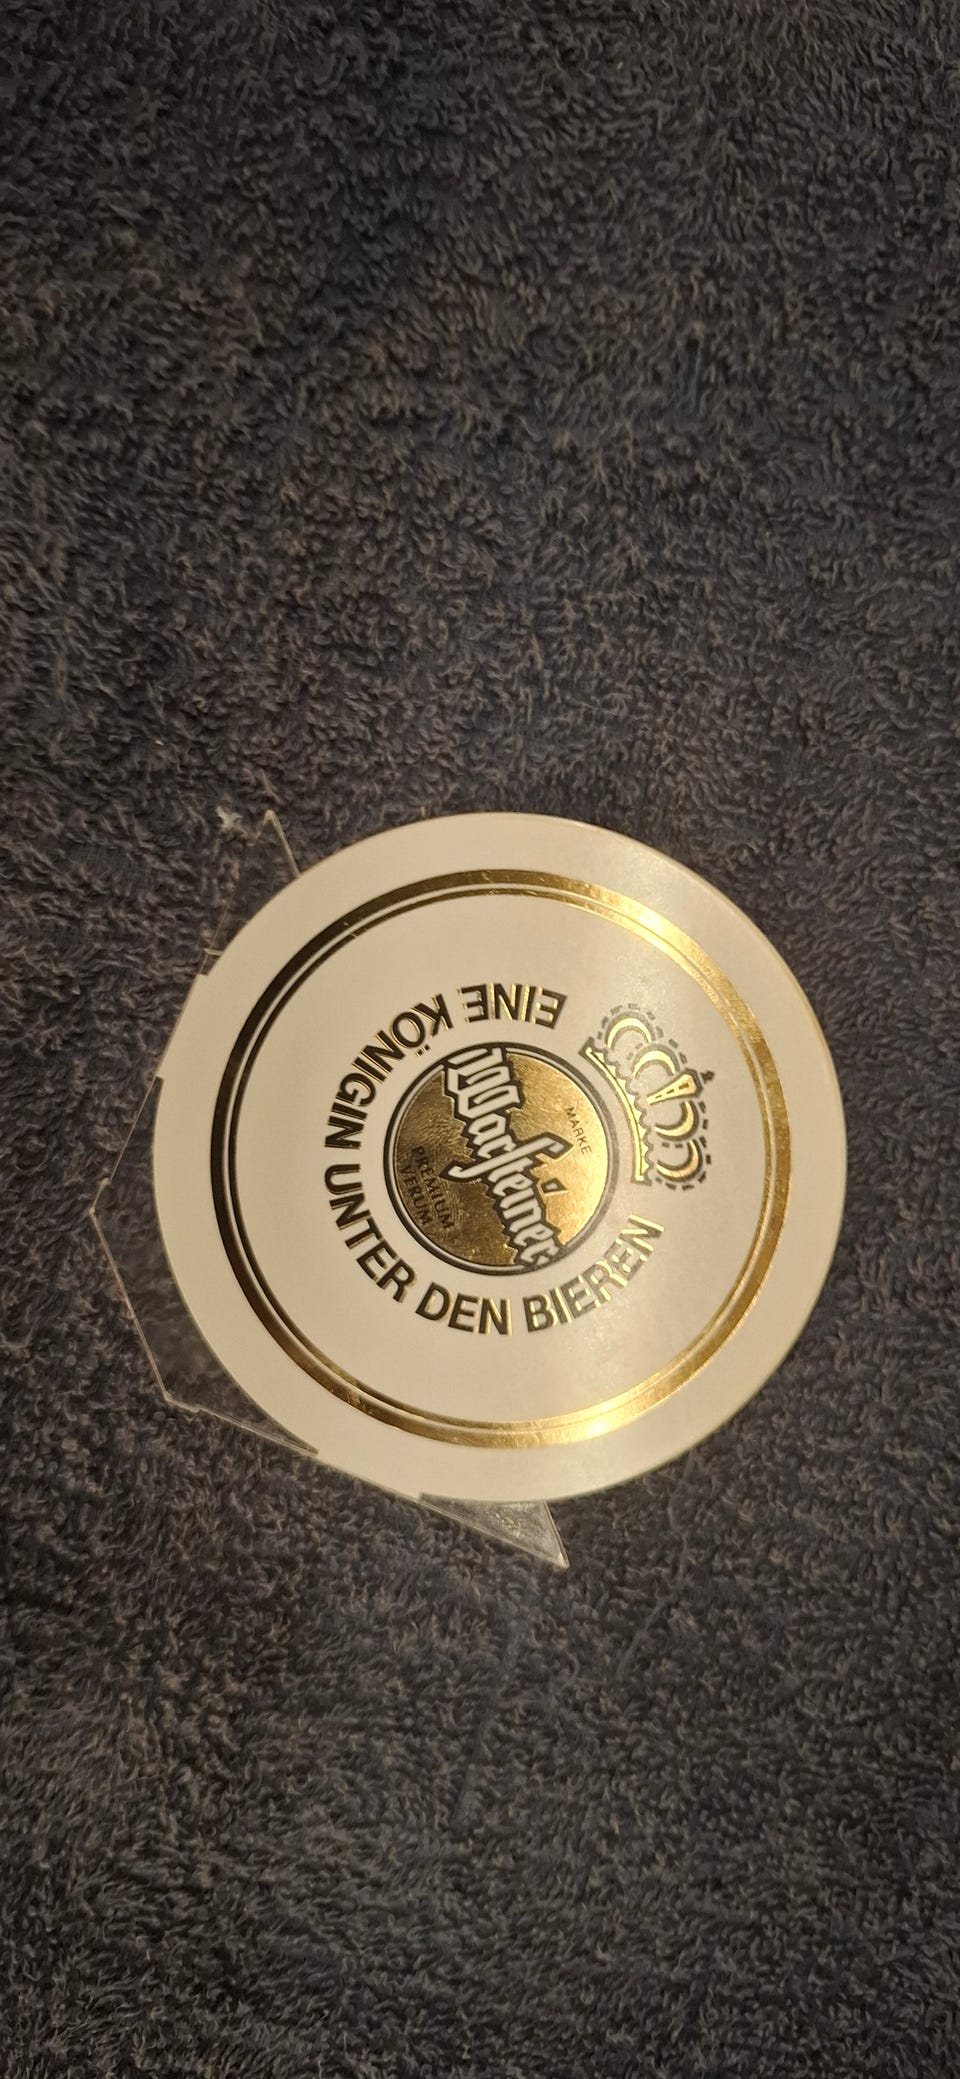 EINE KÖNIGIN UNTER DEN BIEREN
MARKE
Warsteiner
PREMIUM
VERUM